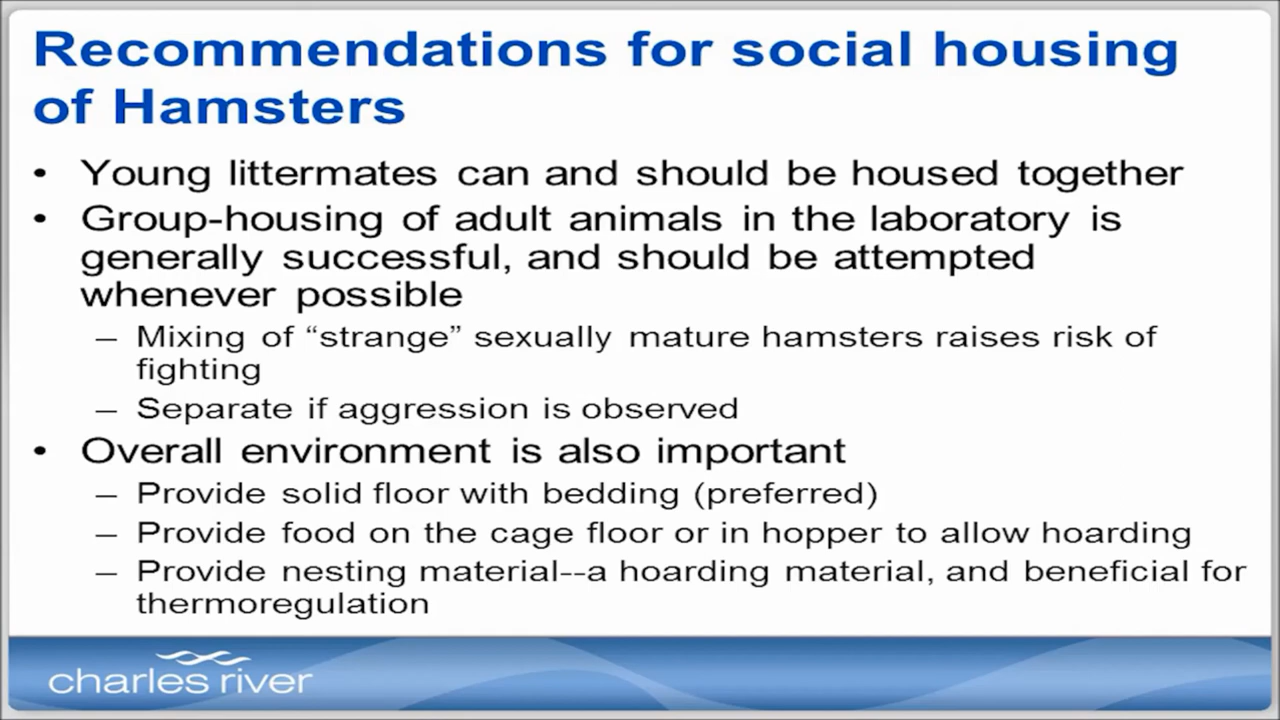 Recommendations for social housing
of Hamsters
• Young littermates can and should be housed together
• Group-housing of adult animals in the laboratory is
generally successful, and should be attempted
whenever possible
– Mixing of “strange” sexually mature hamsters raises risk of
fighting
– Separate if aggression is observed
• Overall environment is also important
– Provide solid floor with bedding (preferred)
– Provide food on the cage floor or in hopper to allow hoarding
– Provide nesting material--a hoarding material, and beneficial for
thermoregulation
charles river